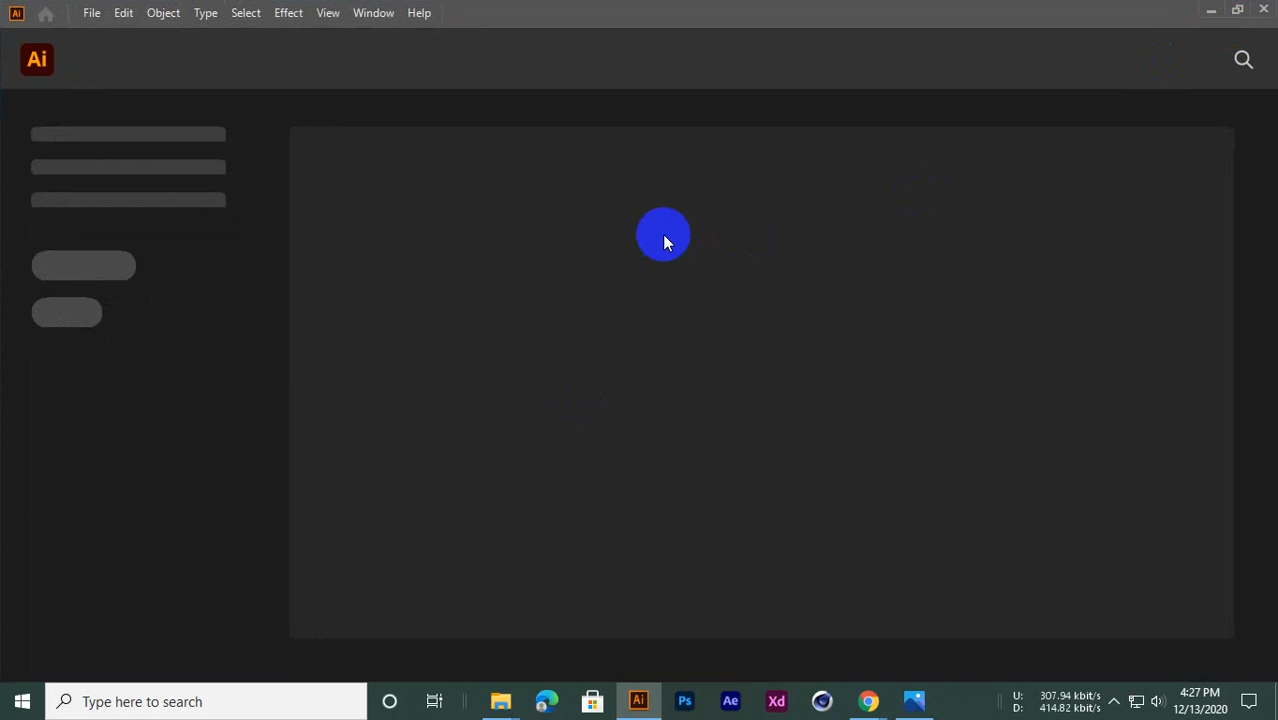 Ai File Edit Object Type Select Effect View Window Help
Ai
Type here to search
Ai Ps Ae Xd
U: 307.94 kbit/s
D: 414.82 kbit/s
4:27 PM
12/13/2020